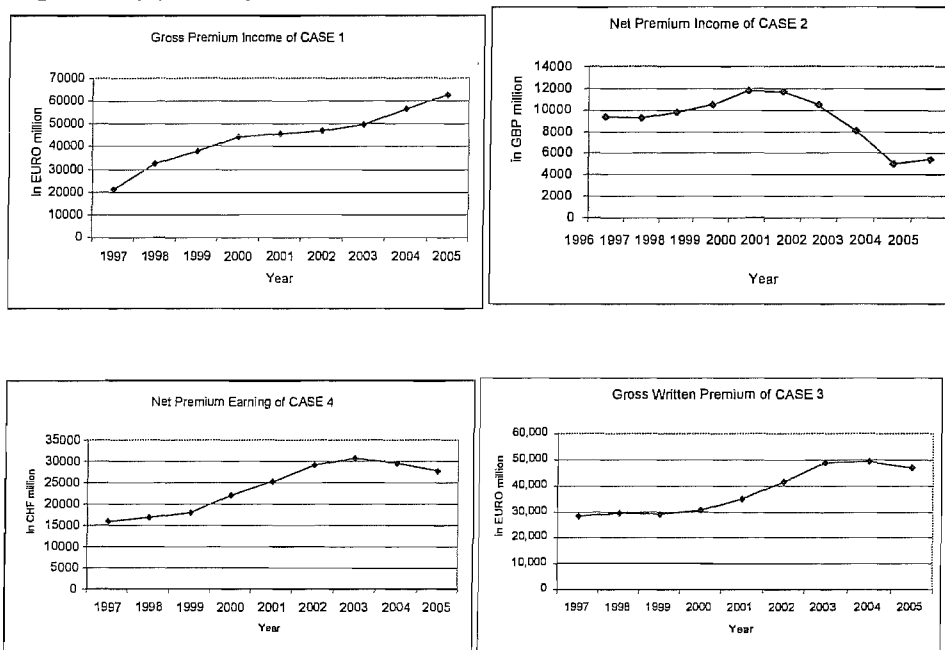 Gross Premium Income of CASE 1
In EURO million
70000
60000
50000
40000
30000
20000
10000
0
1997 1998 1999 2000 2001 2002 2003 2004 2005
Year
Net Premium Income of CASE 2
in GBP million
14000
12000
10000
8000
6000
4000
2000
0
1996 1997 1998 1999 2000 2001 2002 2003 2005
Year
Net Premium Earning of CASE 4
In CHF million
35000
30000
25000
20000
15000
10000
5000
0
1997 1998 1999 2000 2001 2002 2003 2004 2005
Year
Gross Written Premium of CASE 3
in EURO million
60,000
50,000
40,000
30,000
20,000
10,000
0
1997 1998 1999 2000 2001 2002 2003 2004 2005
Year